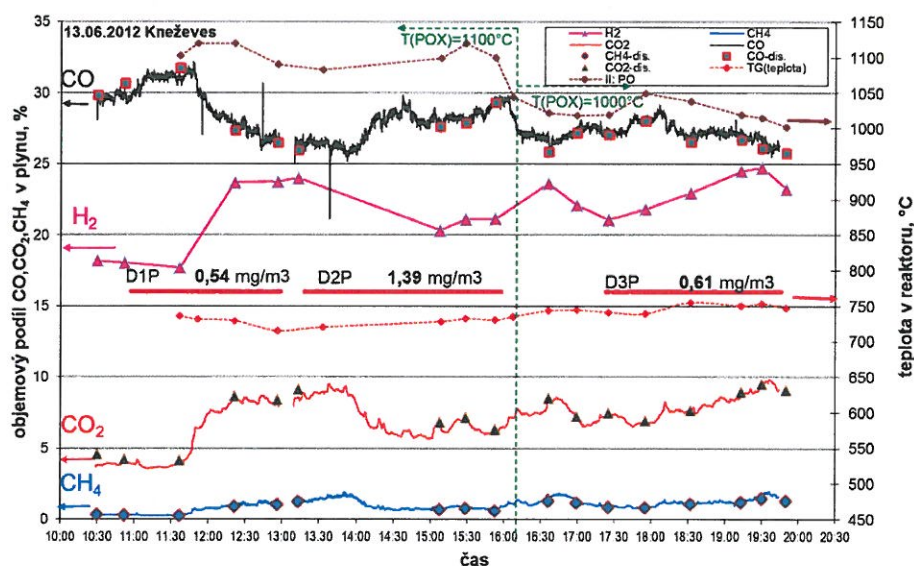 13.06.2012 Kneževes
T(POX)=1100°C
T(POX)=1000°C
H2
CO2
CH4-dis.
CO2-dis.
II: PO
CH4
CO
CO-dis.
TG(teplota)
objemový podíl CO,CO2,CH4 v plynu, %
35
30
25
20
15
10
5
0
CO
H2
CO2
CH4
D1P 0,54 mg/m3
D2P 1,39 mg/m3
D3P 0,61 mg/m3
1150
1100
1050
1000
950
900
850
800
750
700
650
600
550
500
450
teplota v reaktoru, °C
10:00 10:30 11:00 11:30 12:00 12:30 13:00 13:30 14:00 14:30 15:00 15:30 16:00 16:30 17:00 17:30 18:00 18:30 19:00 19:30 20:00 20:30
čas